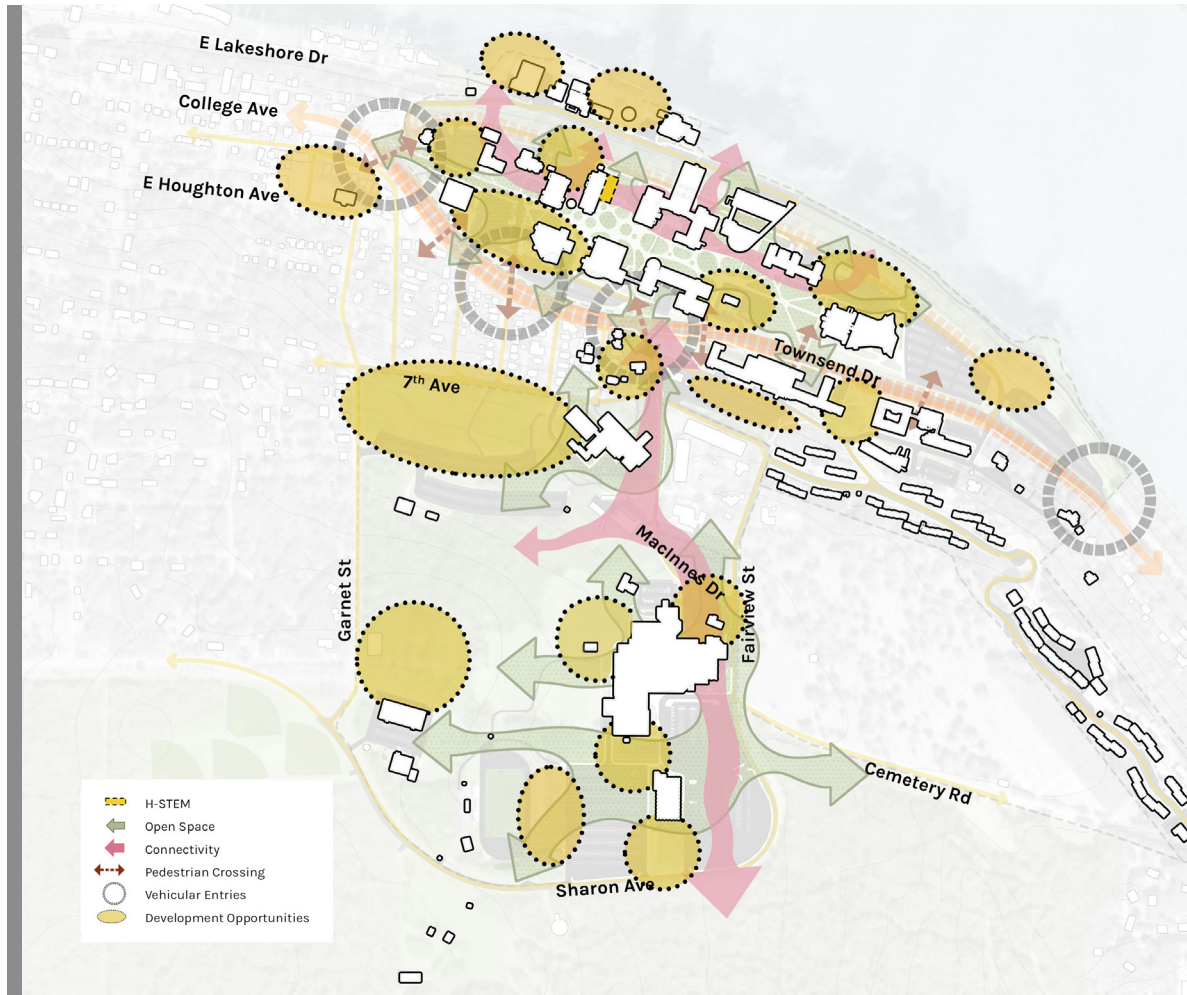 E Lakeshore Dr
College Ave
E Houghton Ave
7th Ave
Townsend Dr
MacInnes Dr
Garnet St
Fairview St
Cemetery Rd
Sharon Ave
H-STEM
Open Space
Connectivity
Pedestrian Crossing
Vehicular Entries
Development Opportunities